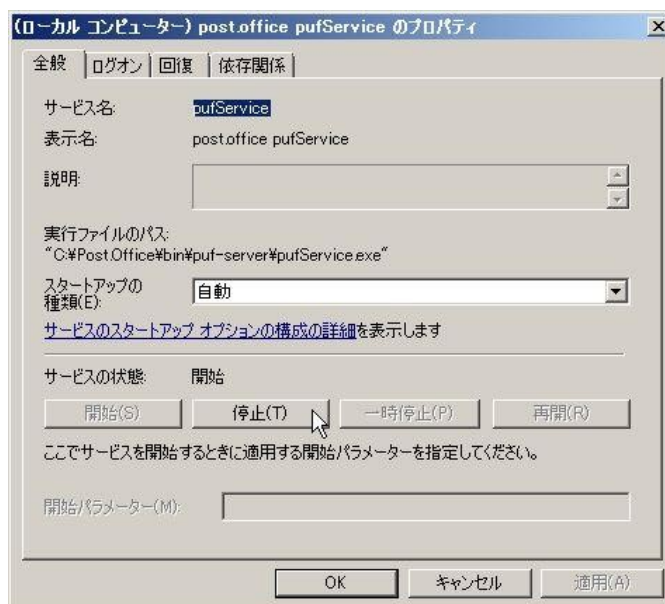 (ローカル コンピューター) post.office pufService のプロパティ
全般 ログオン 回復 依存関係
サービス名: pufService
表示名: post.office pufService
説明:
実行ファイルのパス:
"C:¥Post.Office¥bin¥puf-server¥pufService.exe"
スタートアップの
種類(E): 自動
サービスのスタートアップ オプションの構成の詳細を表示します
サービスの状態: 開始
開始(S) 停止(T) 一時停止(P) 再開(R)
ここでサービスを開始するときに適用する開始パラメーターを指定してください。
開始パラメーター(M):
OK キャンセル 適用(A)